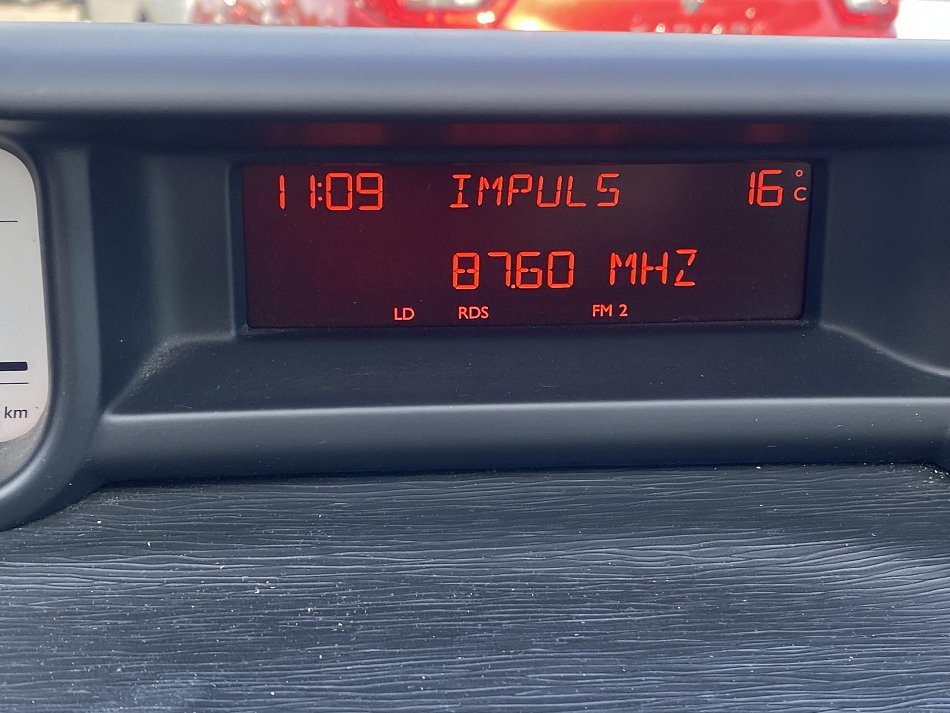 11:09 IMPULS 16°C
87.60 MHZ
LD RDS FM 2
km